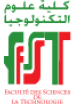 كلية علوم
التكنولوجيا
FST
FACULTÉ DES SCIENCES
DE LA TECHNOLOGIE